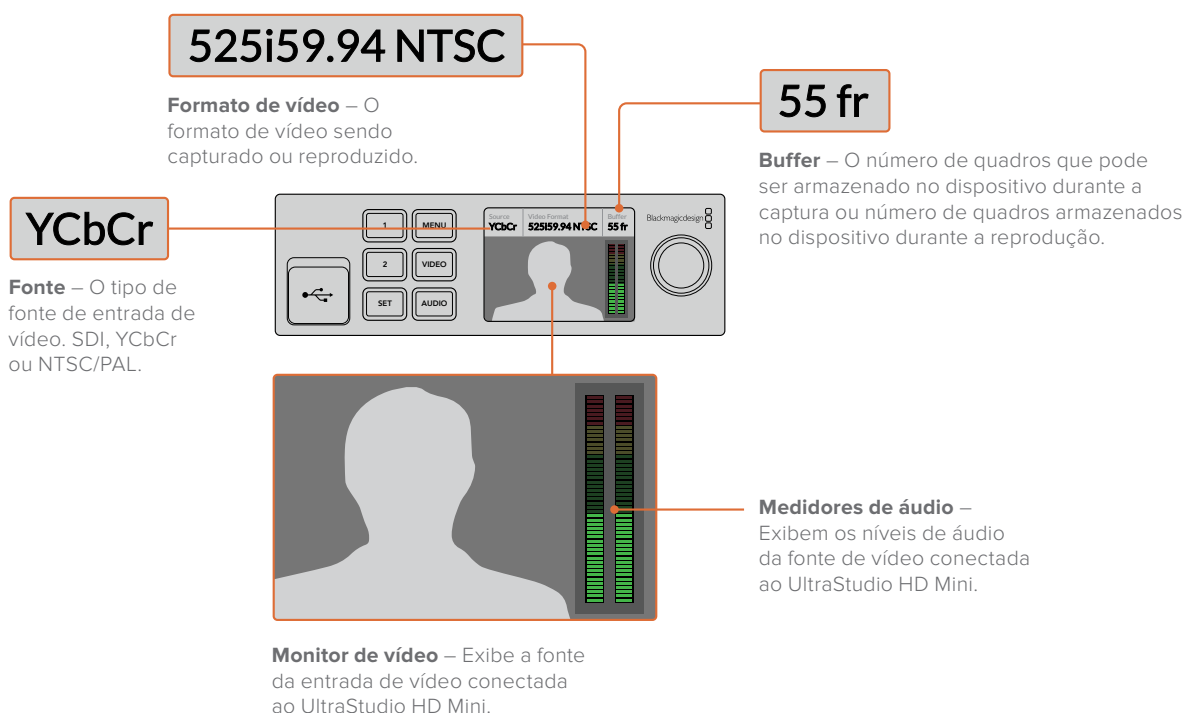 525i59.94 NTSC
Formato de vídeo – O
formato de vídeo sendo
capturado ou reproduzido.
55 fr
Buffer – O número de quadros que pode
ser armazenado no dispositivo durante a
captura ou número de quadros armazenados
no dispositivo durante a reprodução.
YCbCr
Fonte – O tipo de
fonte de entrada de
vídeo. SDI, YCbCr
ou NTSC/PAL.
1
MENU
2
VIDEO
SET
AUDIO
Source
Video Format
Buffer
YCbCr
525I59.94 NTSC
55 fr
Blackmagicdesign
Medidores de áudio –
Exibem os níveis de áudio
da fonte de vídeo conectada
ao UltraStudio HD Mini.
Monitor de vídeo – Exibe a fonte
da entrada de vídeo conectada
ao UltraStudio HD Mini.